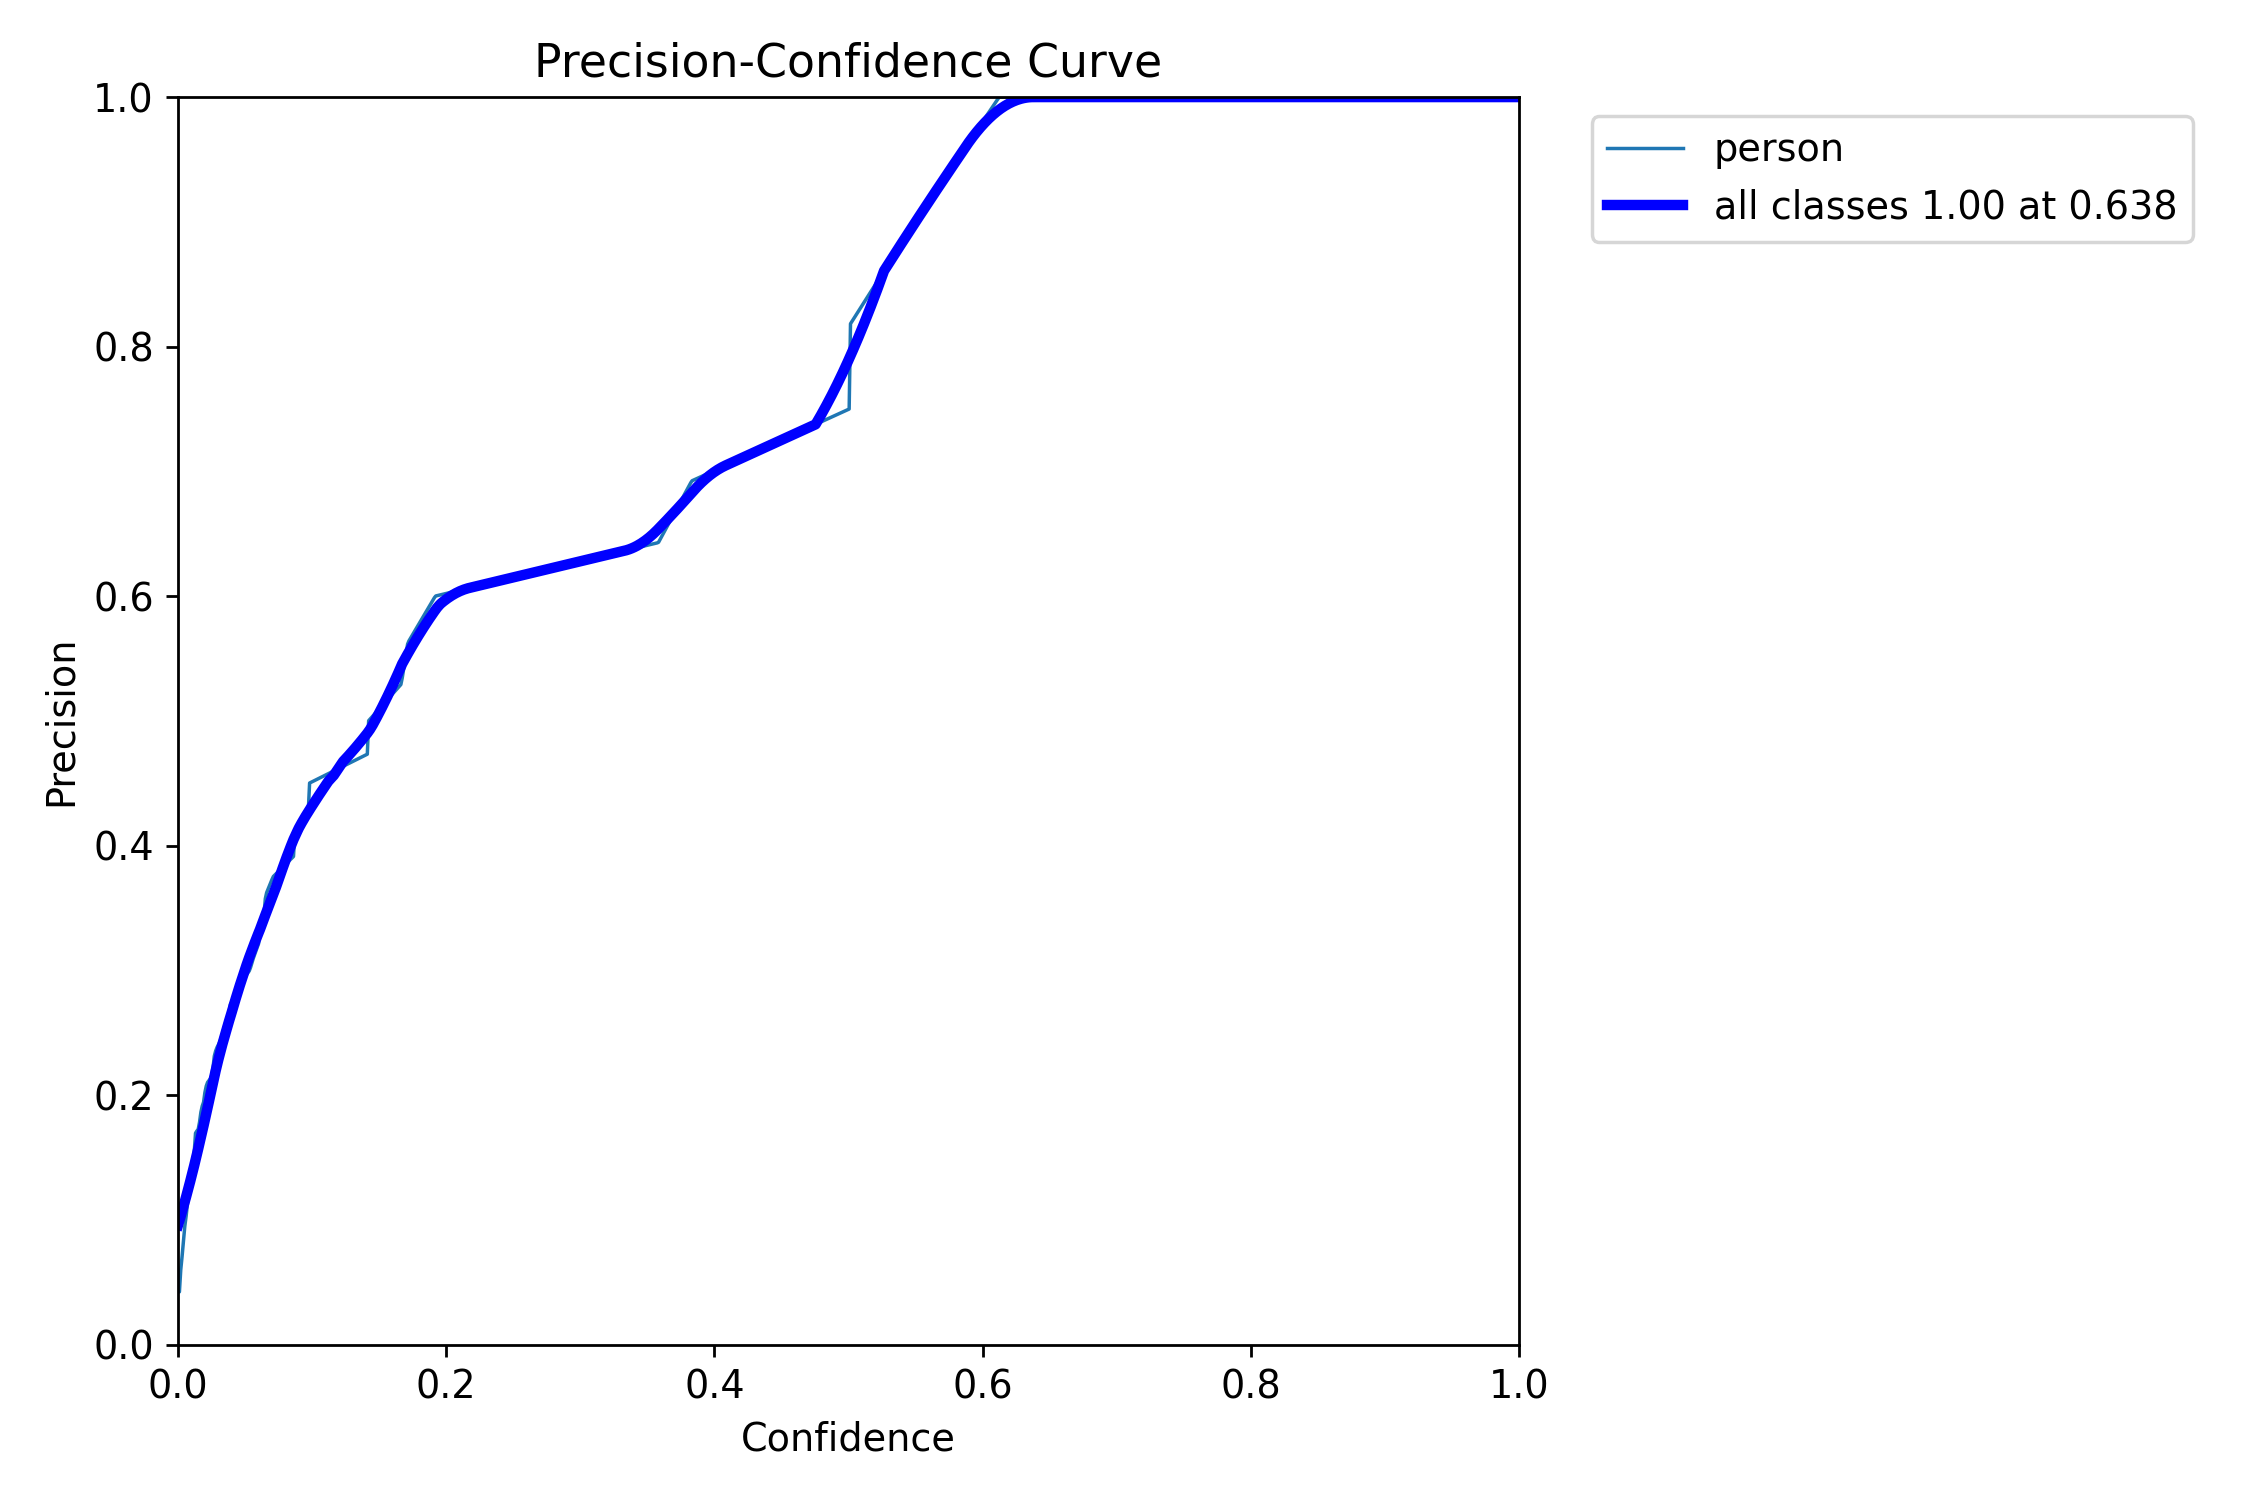 Precision-Confidence Curve
person
all classes 1.00 at 0.638
1.0
0.8
0.6
0.4
0.2
0.0
Precision
0.0 0.2 0.4 0.6 0.8 1.0
Confidence